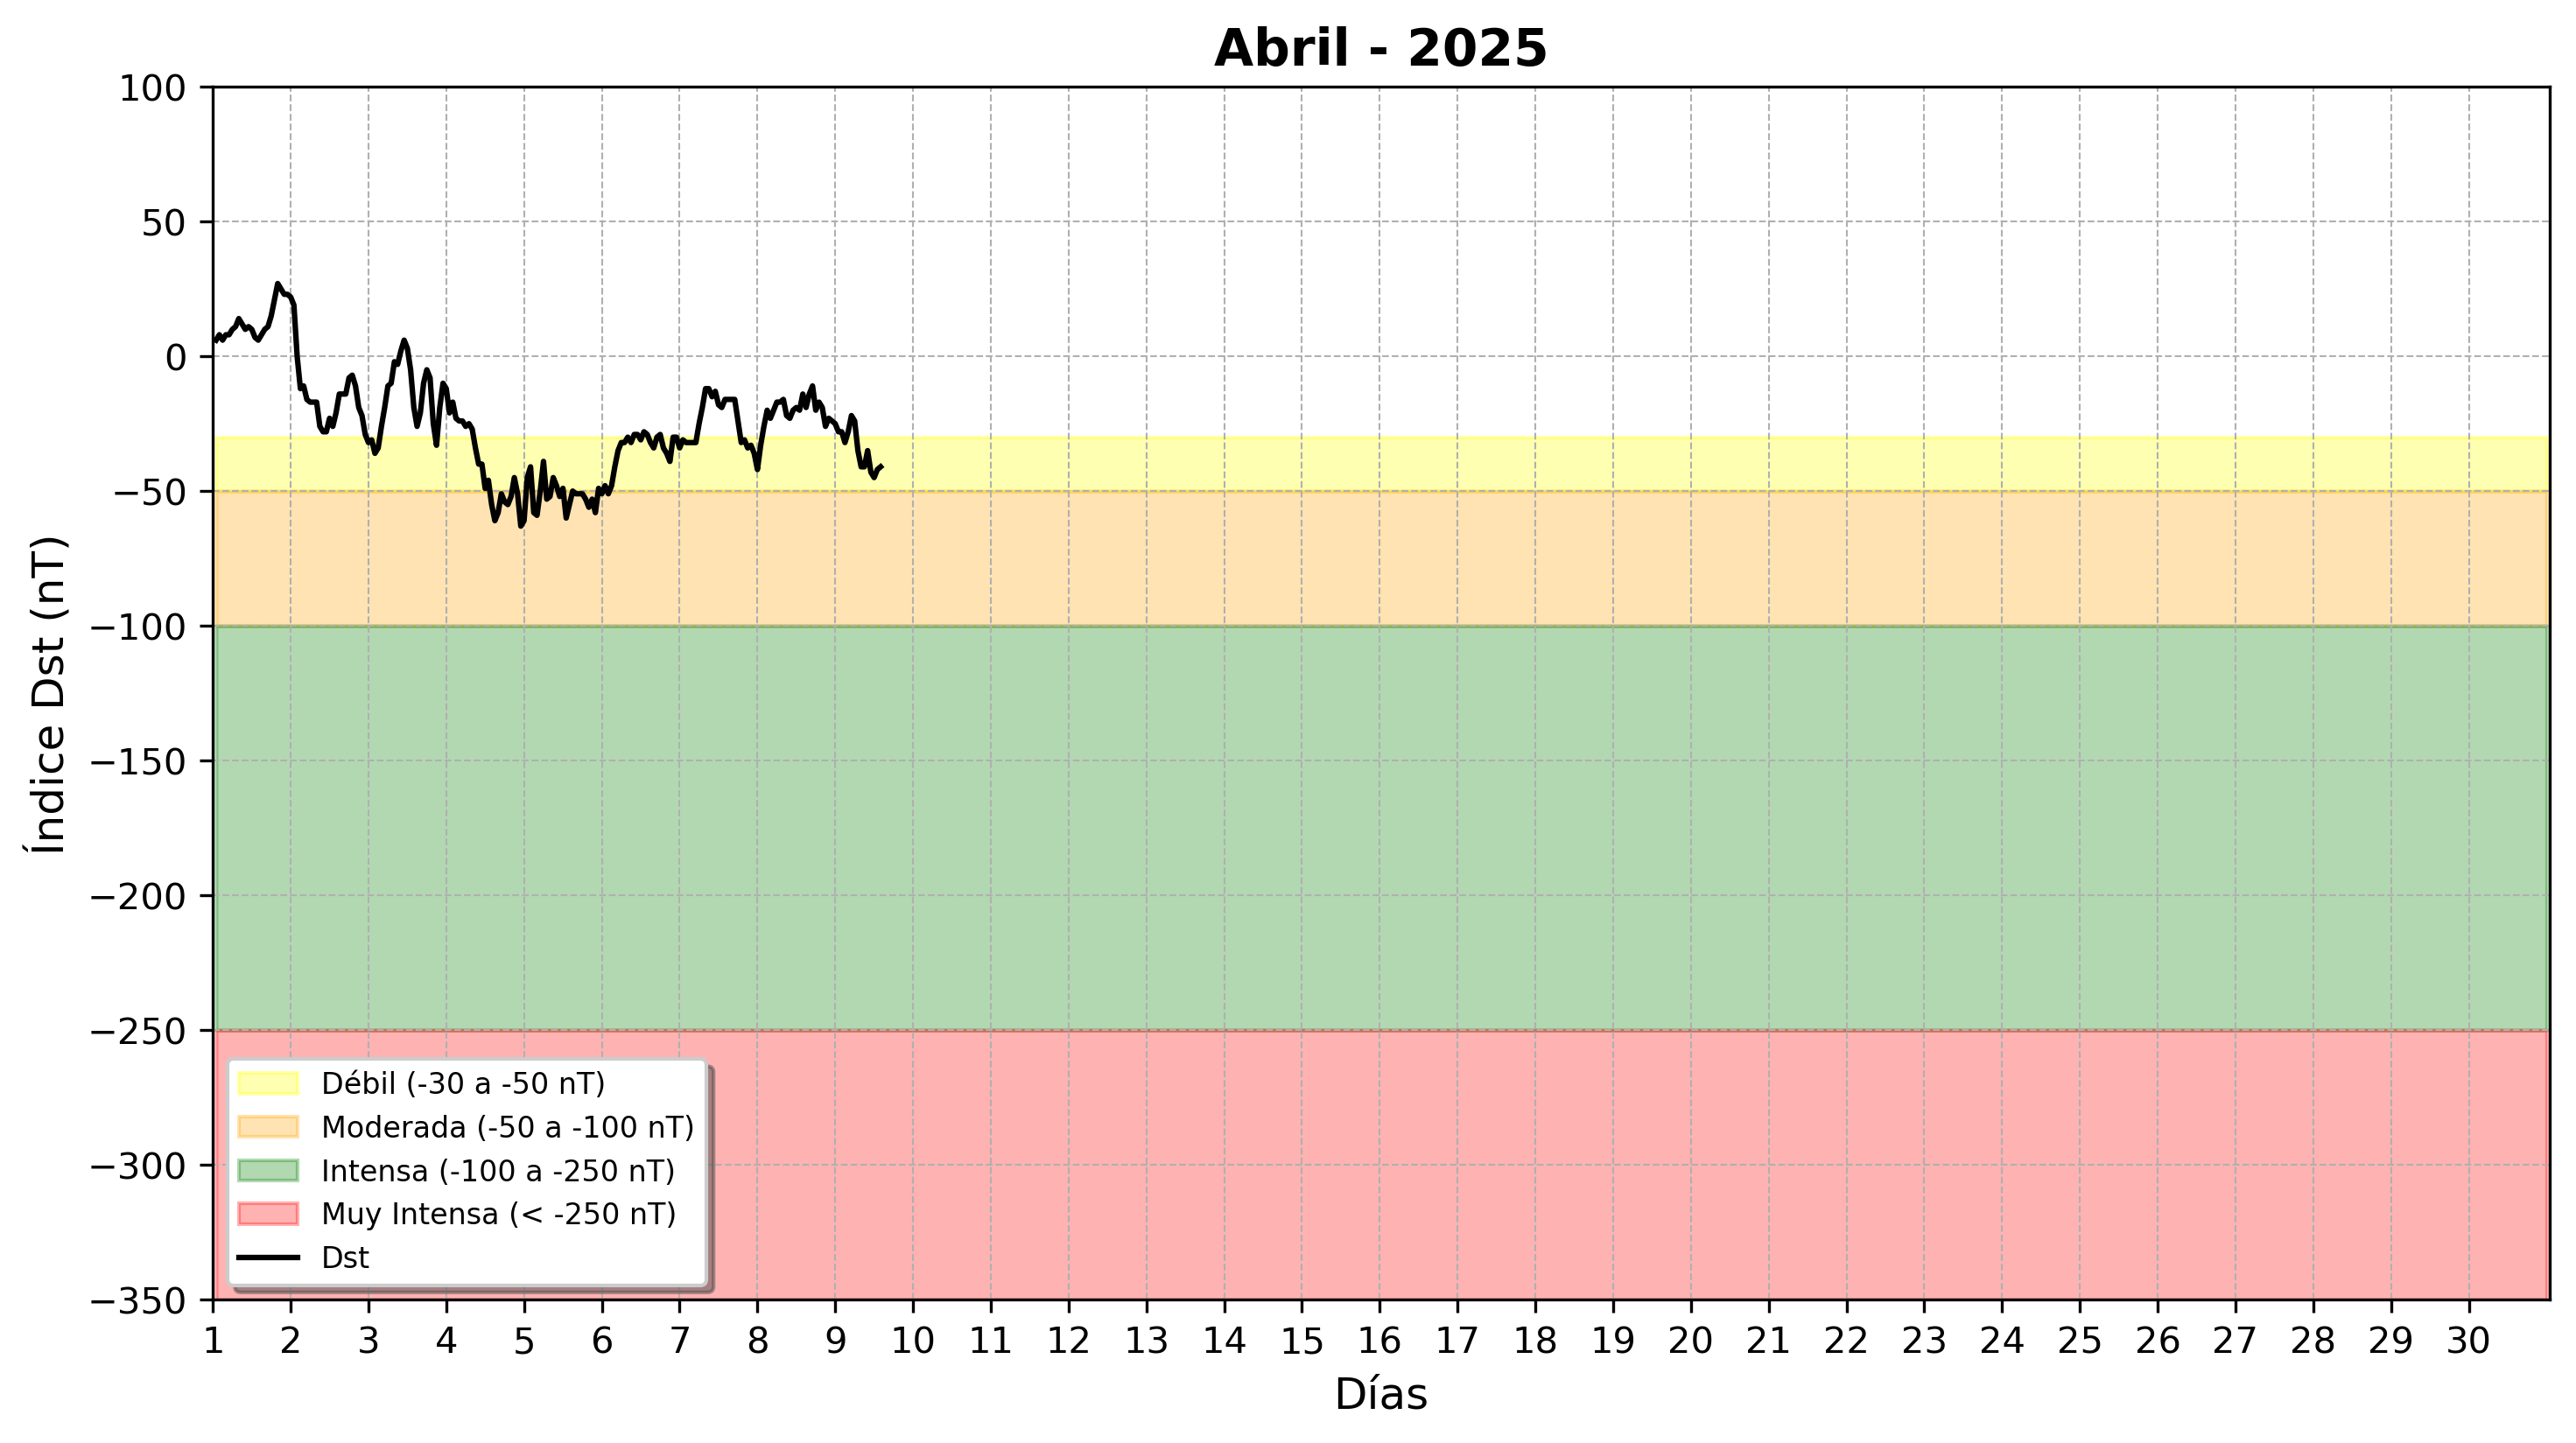 Abril - 2025
100
50
0
−50
−100
−150
−200
−250
−300
−350
Índice Dst (nT)
Débil (-30 a -50 nT)
Moderada (-50 a -100 nT)
Intensa (-100 a -250 nT)
Muy Intensa (< -250 nT)
Dst
1 2 3 4 5 6 7 8 9 10 11 12 13 14 15 16 17 18 19 20 21 22 23 24 25 26 27 28 29 30
Días